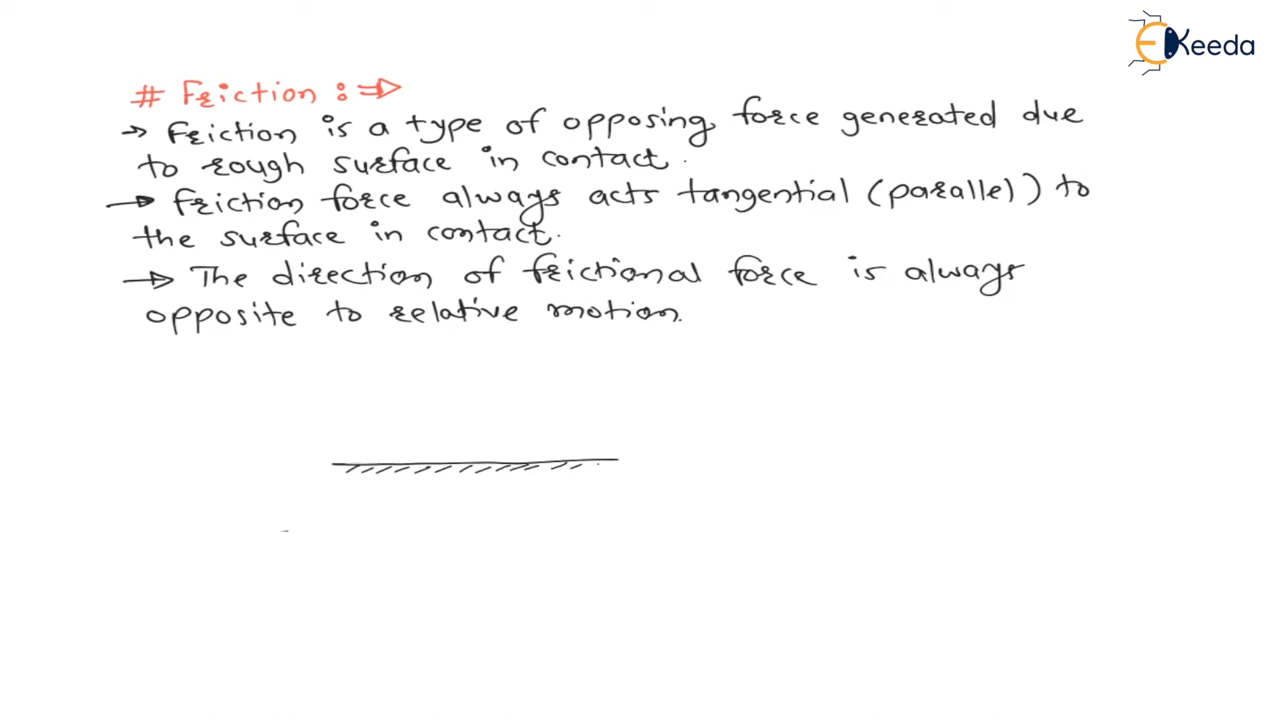 EKeeda
# Friction :⇒
→ Friction is a type of opposing force generated due
to rough surface in contact.
→ Friction force always acts tangential (parallel) to
the surface in contact.
→ The direction of frictional force is always
opposite to relative motion.